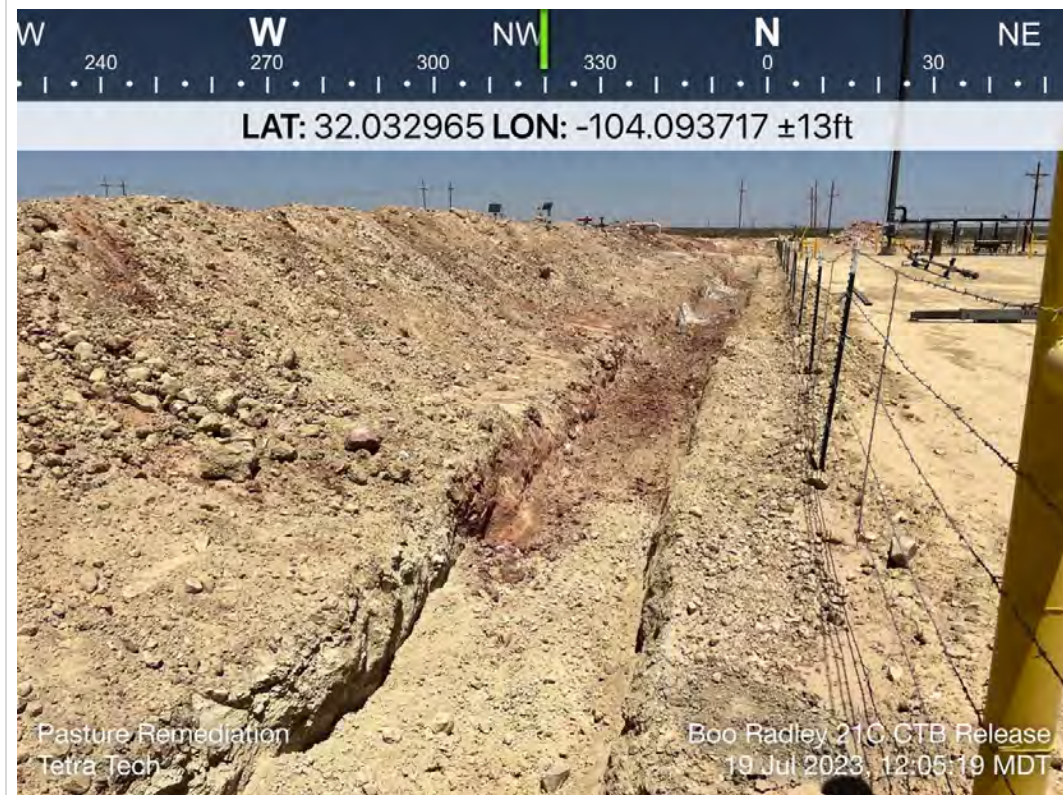 W W NW N NE
240 270 300 330 0 30
LAT: 32.032965 LON: -104.093717 ±13ft
Pasture Remediation
Tetra Tech
Boo Radley 21C CTB Release
19 Jul 2023, 12:05:19 MDT